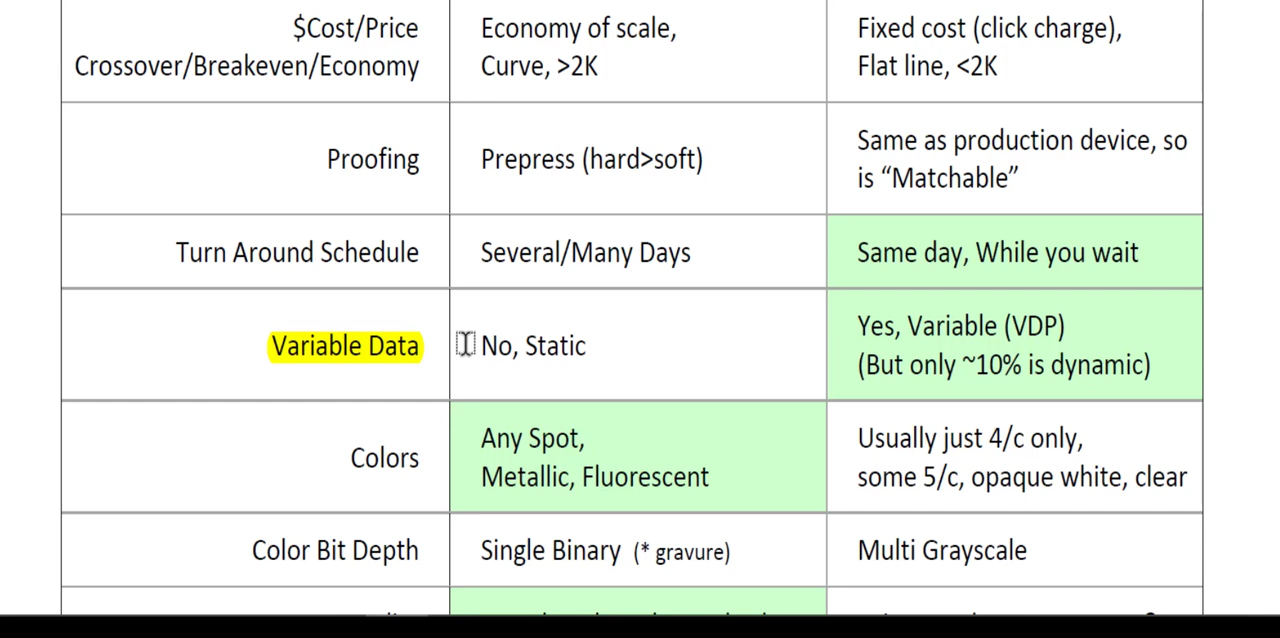 $Cost/Price
Crossover/Breakeven/Economy
Economy of scale,
Curve, >2K
Fixed cost (click charge),
Flat line, <2K
Proofing
Prepress (hard>soft)
Same as production device, so
is “Matchable”
Turn Around Schedule
Several/Many Days
Same day, While you wait
Variable Data
No, Static
Yes, Variable (VDP)
(But only ~10% is dynamic)
Colors
Any Spot,
Metallic, Fluorescent
Usually just 4/c only,
some 5/c, opaque white, clear
Color Bit Depth
Single Binary (* gravure)
Multi Grayscale